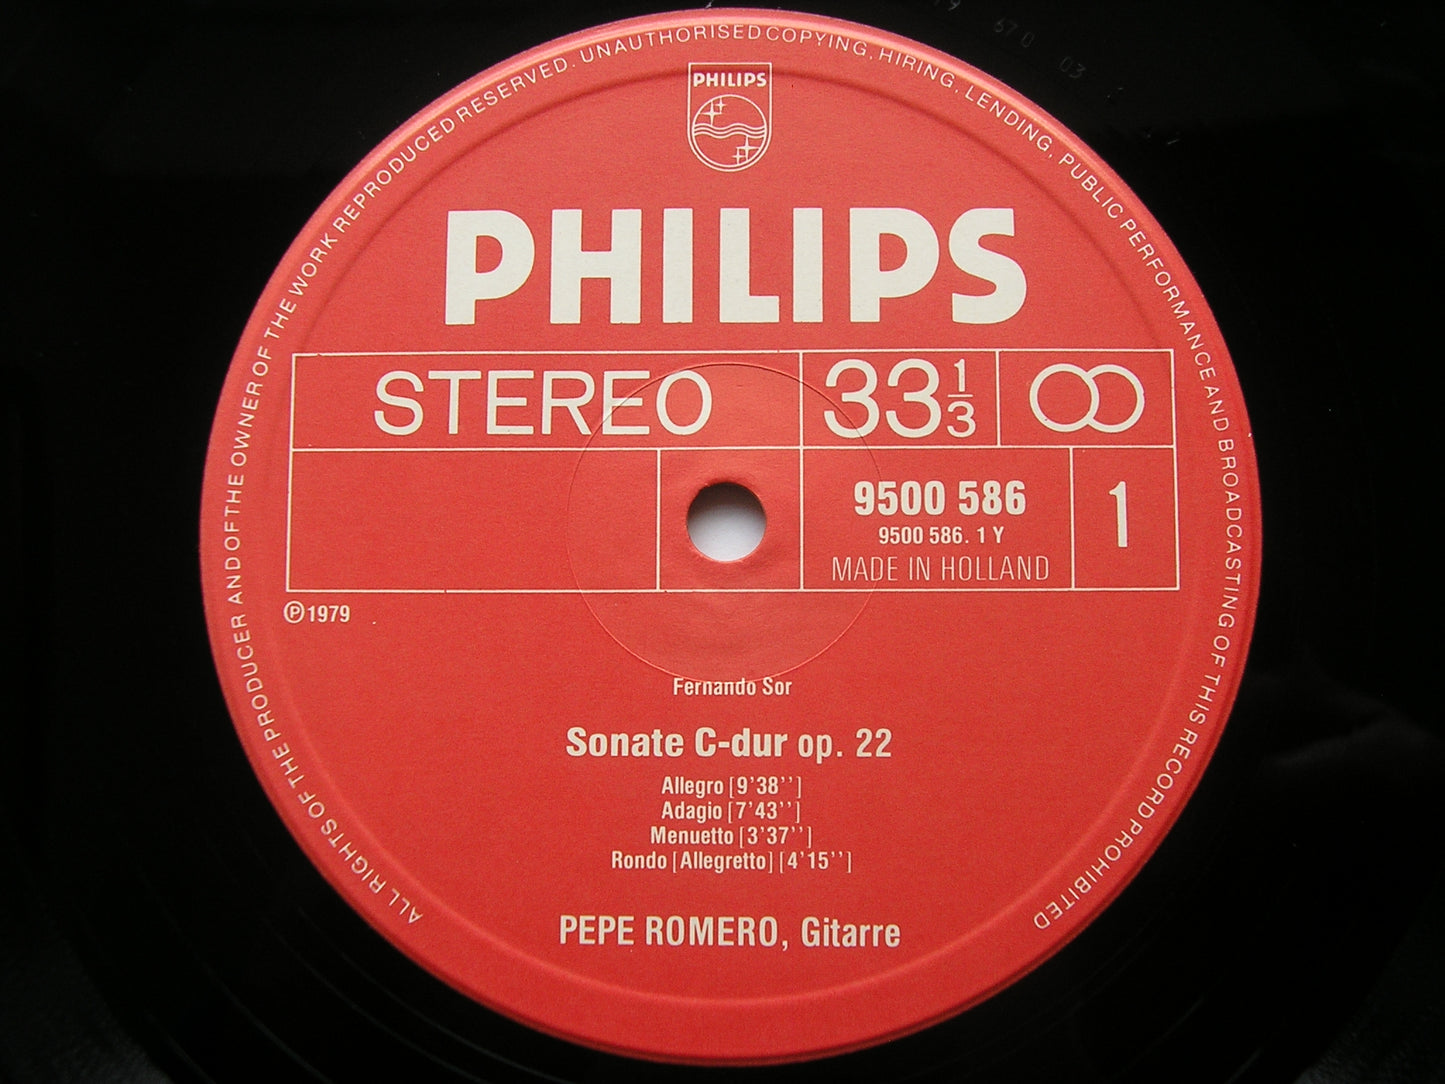 ALL RIGHTS OF THE PRODUCER AND OF THE OWNER OF THE WORK REPRODUCED RESERVED. UNAUTHORISED COPYING, HIRING, LENDING, PUBLIC PERFORMANCE AND BROADCASTING OF THIS RECORD PROHIBITED
PHILIPS
PHILIPS
STEREO 33 1/3
9500 586 1
9500 586. 1 Y
MADE IN HOLLAND
℗ 1979
Fernando Sor
Sonate C-dur op. 22
Allegro [9'38'']
Adagio [7'43'']
Menuetto [3'37'']
Rondo [Allegretto] [4'15'']
PEPE ROMERO, Gitarre